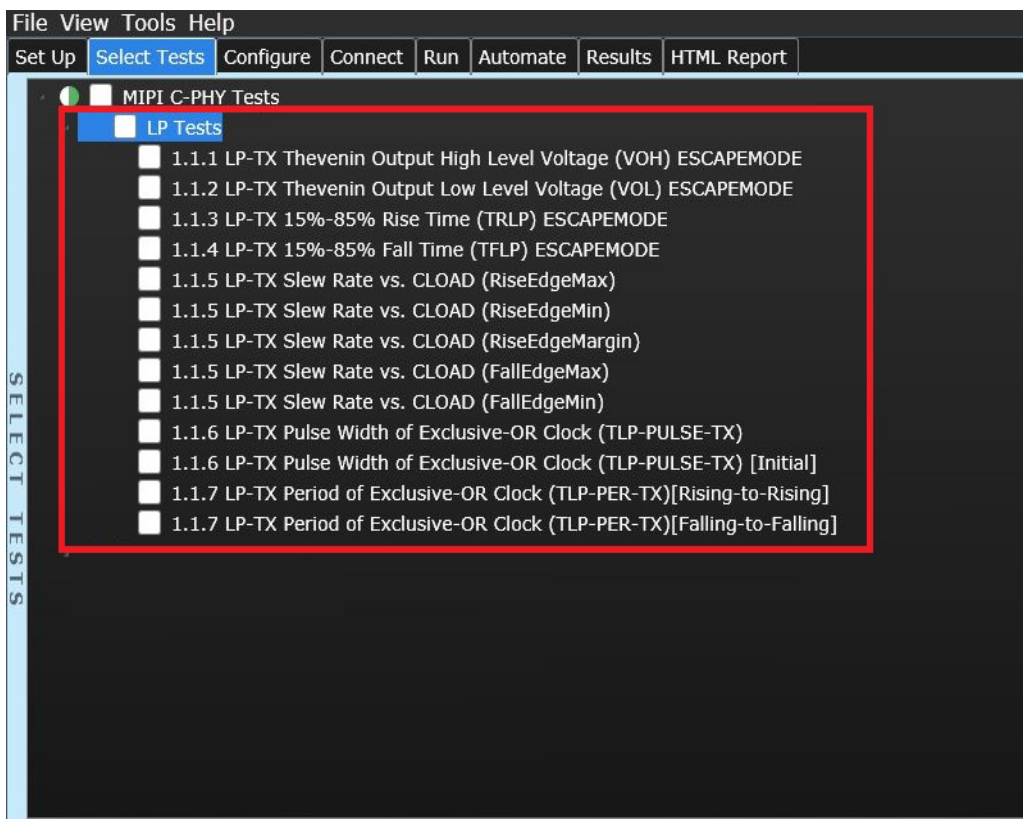 File View Tools Help
Set Up Select Tests Configure Connect Run Automate Results HTML Report
MIPI C-PHY Tests
LP Tests
1.1.1 LP-TX Thevenin Output High Level Voltage (VOH) ESCAPEMODE
1.1.2 LP-TX Thevenin Output Low Level Voltage (VOL) ESCAPEMODE
1.1.3 LP-TX 15%-85% Rise Time (TRLP) ESCAPEMODE
1.1.4 LP-TX 15%-85% Fall Time (TFLP) ESCAPEMODE
1.1.5 LP-TX Slew Rate vs. CLOAD (RiseEdgeMax)
1.1.5 LP-TX Slew Rate vs. CLOAD (RiseEdgeMin)
1.1.5 LP-TX Slew Rate vs. CLOAD (RiseEdgeMargin)
1.1.5 LP-TX Slew Rate vs. CLOAD (FallEdgeMax)
1.1.5 LP-TX Slew Rate vs. CLOAD (FallEdgeMin)
1.1.6 LP-TX Pulse Width of Exclusive-OR Clock (TLP-PULSE-TX)
1.1.6 LP-TX Pulse Width of Exclusive-OR Clock (TLP-PULSE-TX) [Initial]
1.1.7 LP-TX Period of Exclusive-OR Clock (TLP-PER-TX)[Rising-to-Rising]
1.1.7 LP-TX Period of Exclusive-OR Clock (TLP-PER-TX)[Falling-to-Falling]
SELECT TESTS